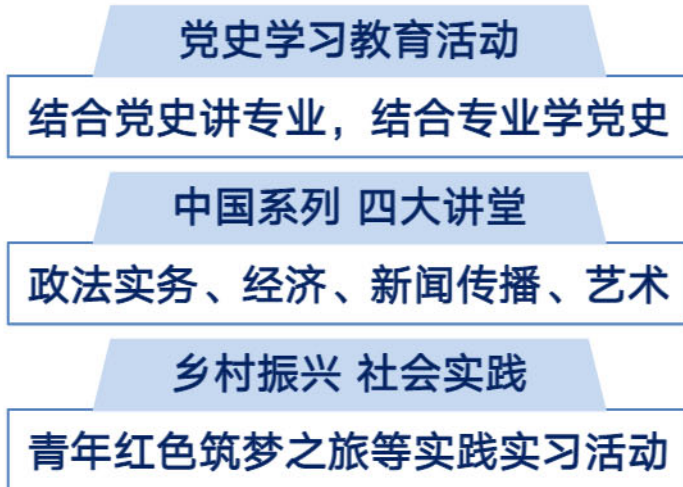 党史学习教育活动
结合党史讲专业，结合专业学党史
中国系列 四大讲堂
政法实务、经济、新闻传播、艺术
乡村振兴 社会实践
青年红色筑梦之旅等实践实习活动